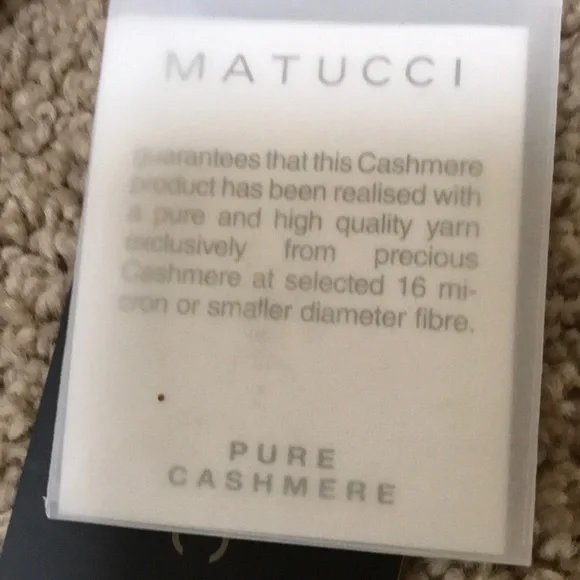 MATUCCI
guarantees that this Cashmere
product has been realised with
a pure and high quality yarn
exclusively from precious
Cashmere at selected 16 mi-
cron or smaller diameter fibre.
PURE
CASHMERE